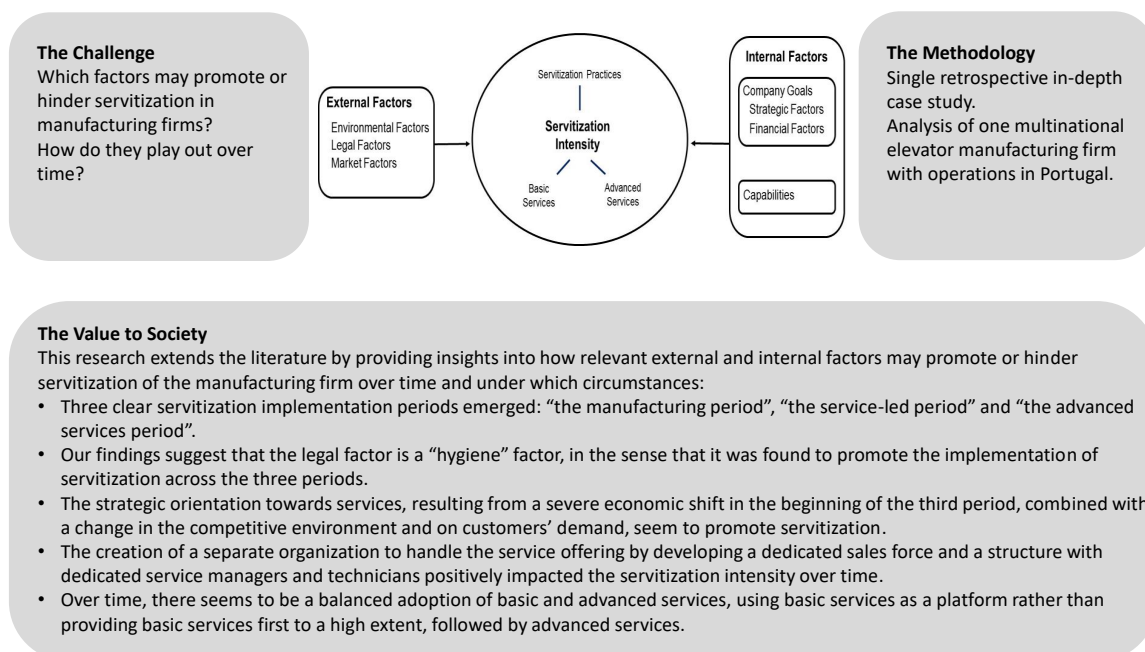 The Challenge
Which factors may promote or
hinder servitization in
manufacturing firms?
How do they play out over
time?
External Factors
Environmental Factors
Legal Factors
Market Factors
Servitization Practices
Servitization
Intensity
Basic
Services
Advanced
Services
Internal Factors
Company Goals
Strategic Factors
Financial Factors
Capabilities
The Methodology
Single retrospective in-depth
case study.
Analysis of one multinational
elevator manufacturing firm
with operations in Portugal.
The Value to Society
This research extends the literature by providing insights into how relevant external and internal factors may promote or hinder
servitization of the manufacturing firm over time and under which circumstances:
• Three clear servitization implementation periods emerged: “the manufacturing period”, “the service-led period” and “the advanced
services period”.
• Our findings suggest that the legal factor is a “hygiene” factor, in the sense that it was found to promote the implementation of
servitization across the three periods.
• The strategic orientation towards services, resulting from a severe economic shift in the beginning of the third period, combined with
a change in the competitive environment and on customers’ demand, seem to promote servitization.
• The creation of a separate organization to handle the service offering by developing a dedicated sales force and a structure with
dedicated service managers and technicians positively impacted the servitization intensity over time.
• Over time, there seems to be a balanced adoption of basic and advanced services, using basic services as a platform rather than
providing basic services first to a high extent, followed by advanced services.